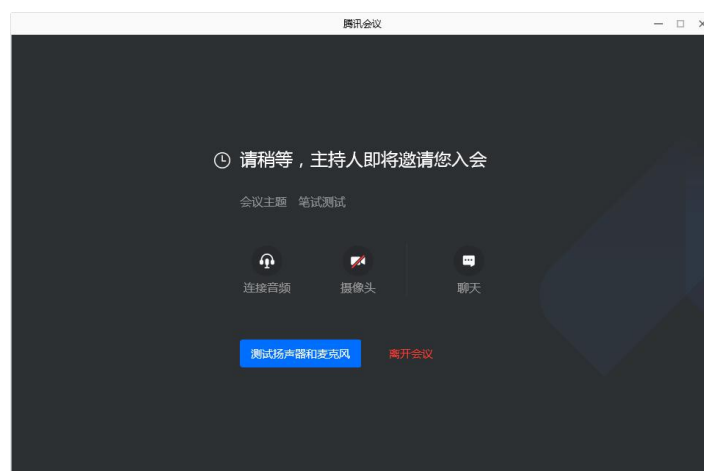 腾讯会议
请稍等，主持人即将邀请您入会
会议主题 笔试测试
连接音频 摄像头 聊天
测试扬声器和麦克风 离开会议